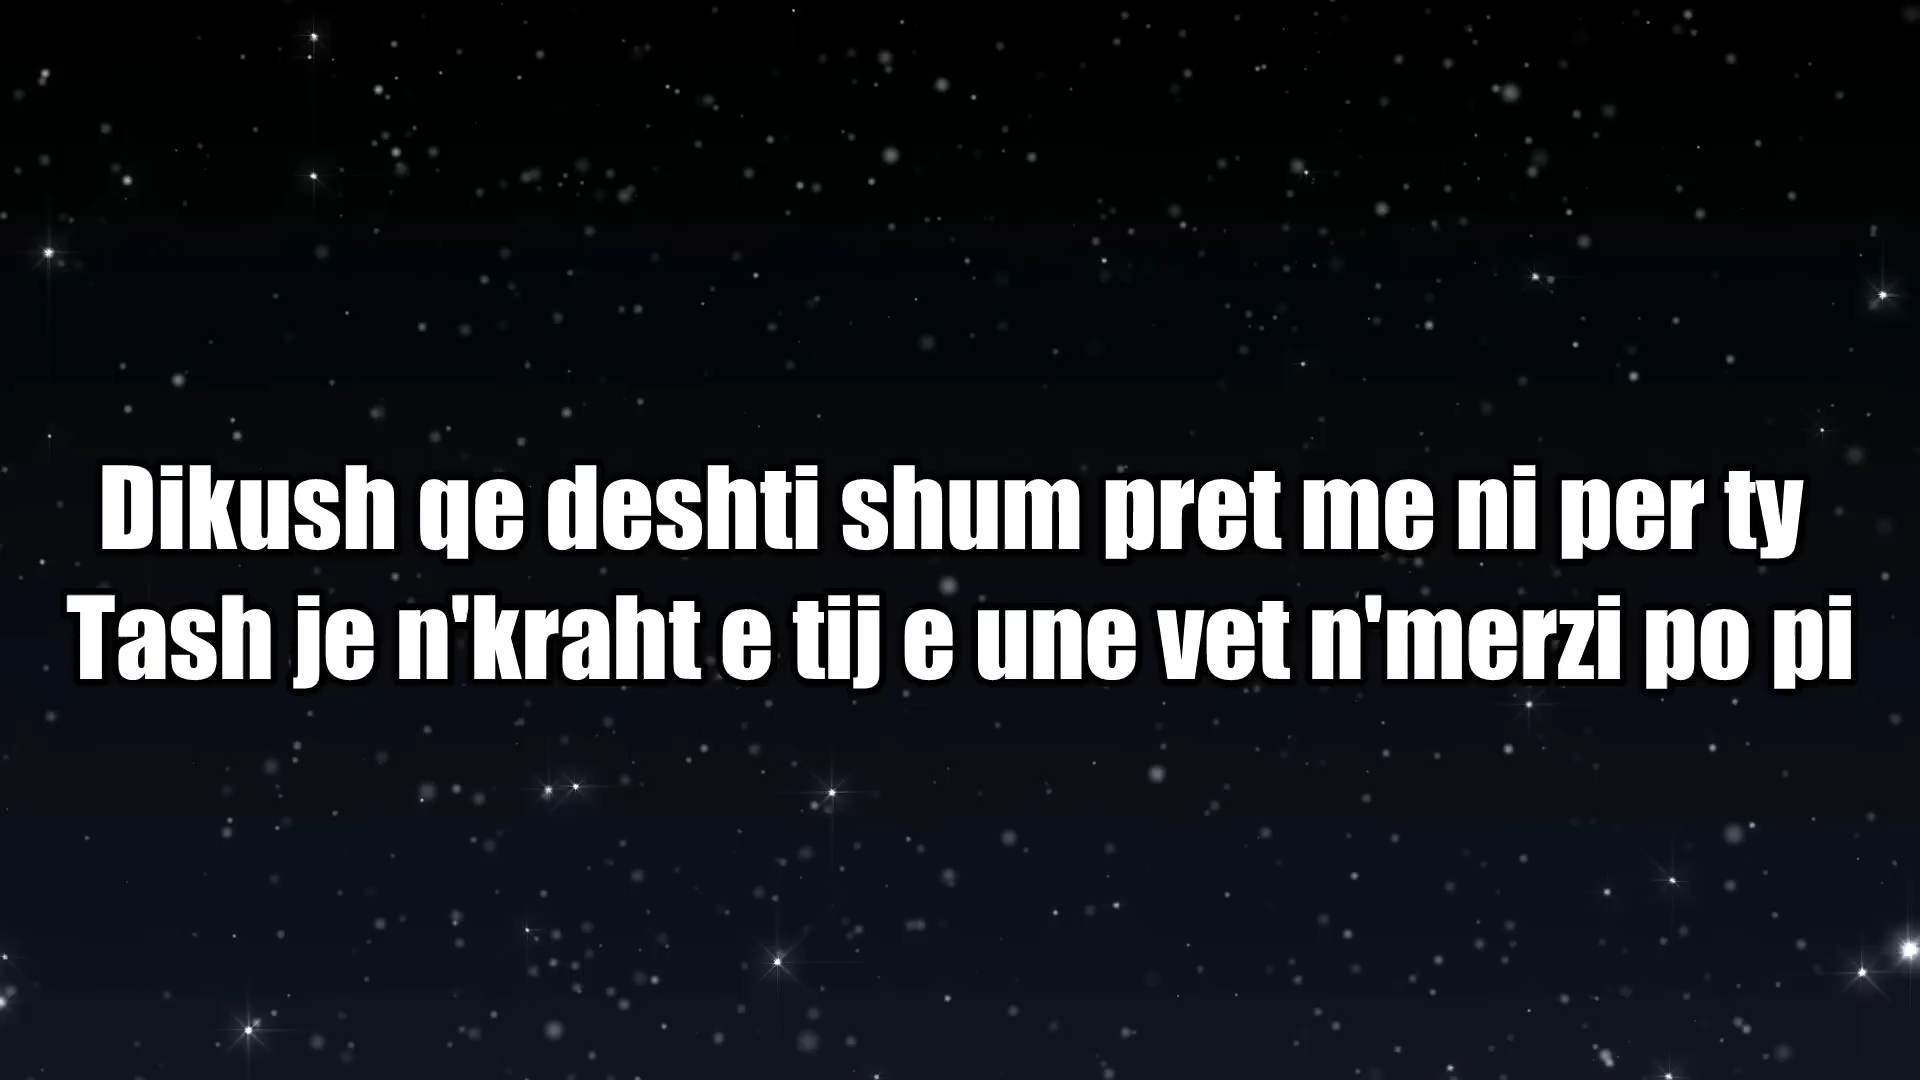 Dikush qe deshti shum pret me ni per ty
Tash je n'kraht e tij e une vet n'merzi po pi